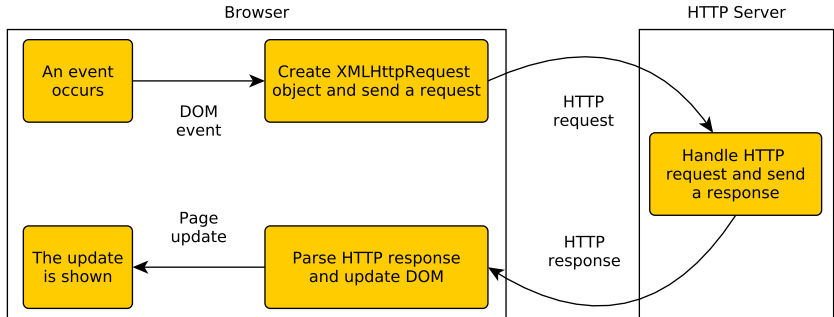 Browser
HTTP Server
An event
occurs
DOM
event
Create XMLHttpRequest
object and send a request
HTTP
request
Handle HTTP
request and send
a response
HTTP
response
Parse HTTP response
and update DOM
Page
update
The update
is shown